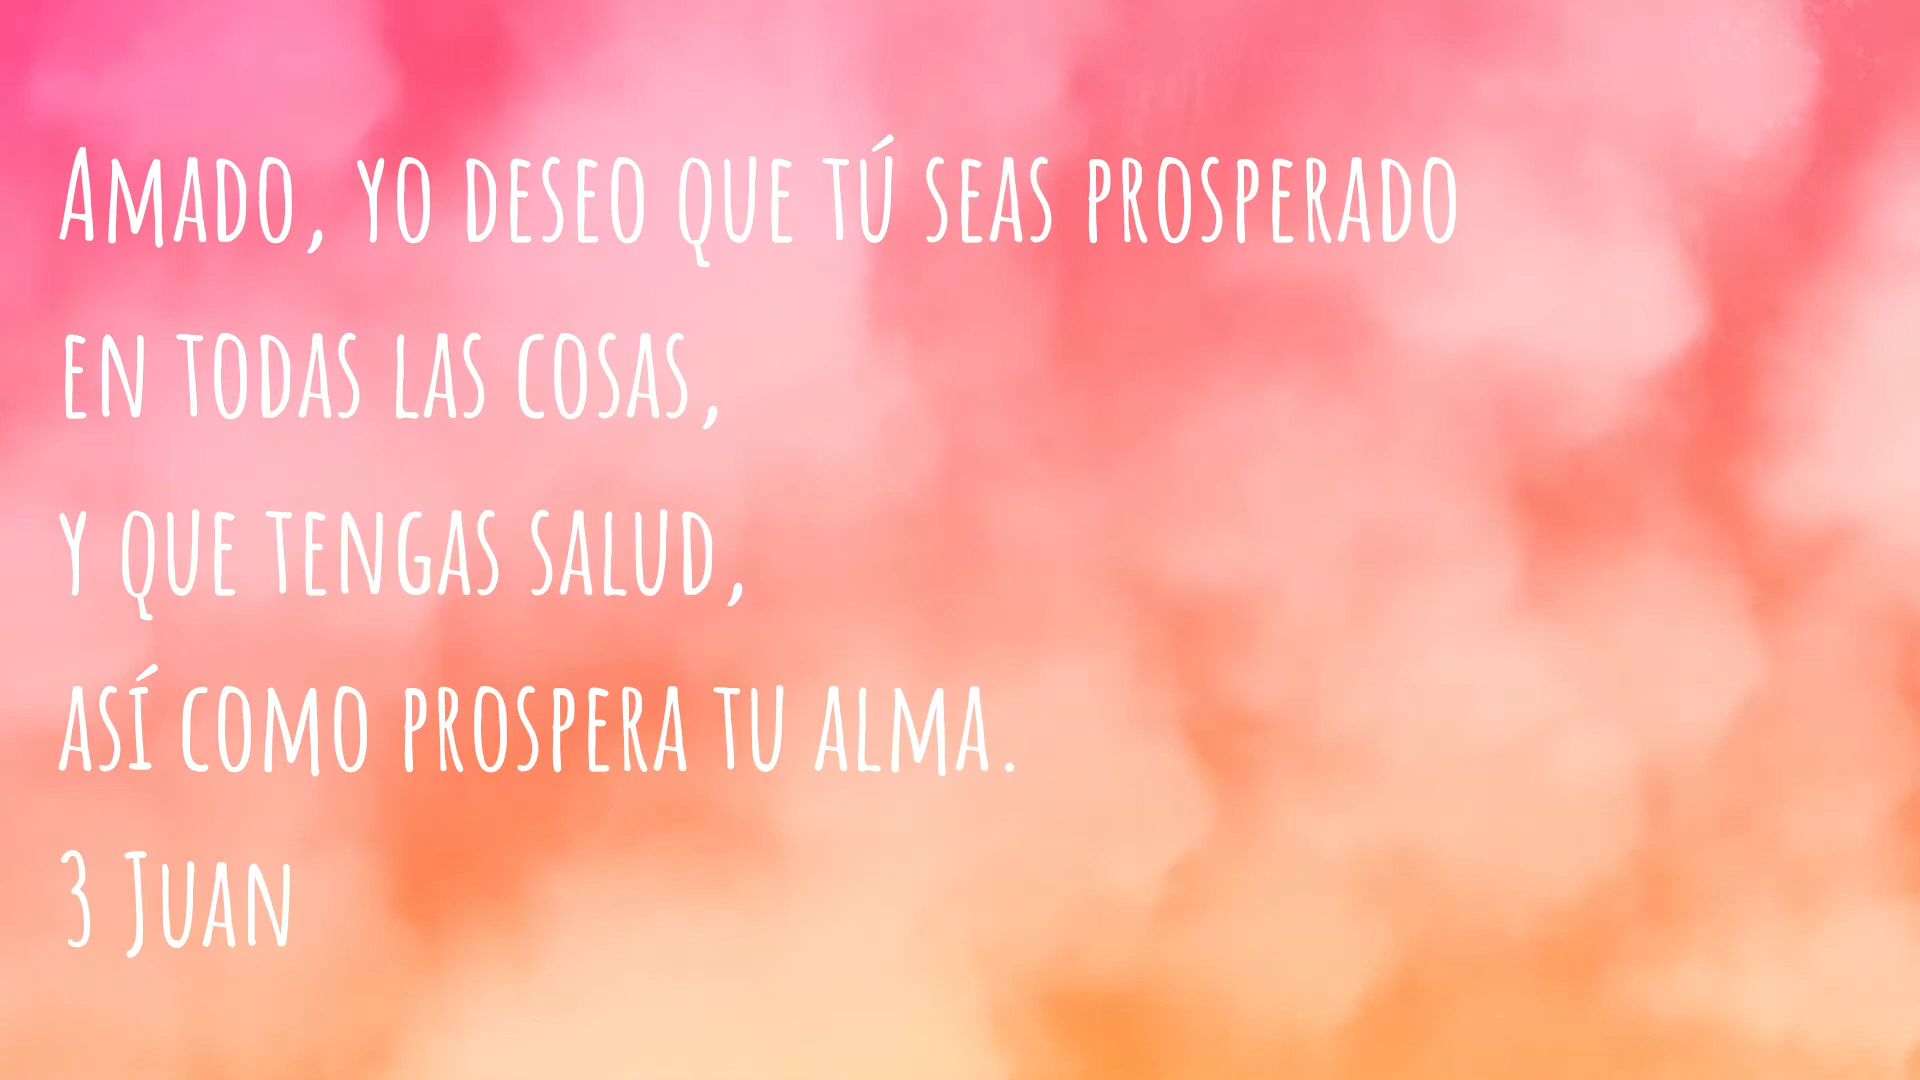 Amado, yo deseo que tú seas prosperado
en todas las cosas,
y que tengas salud,
así como prospera tu alma.
3 Juan